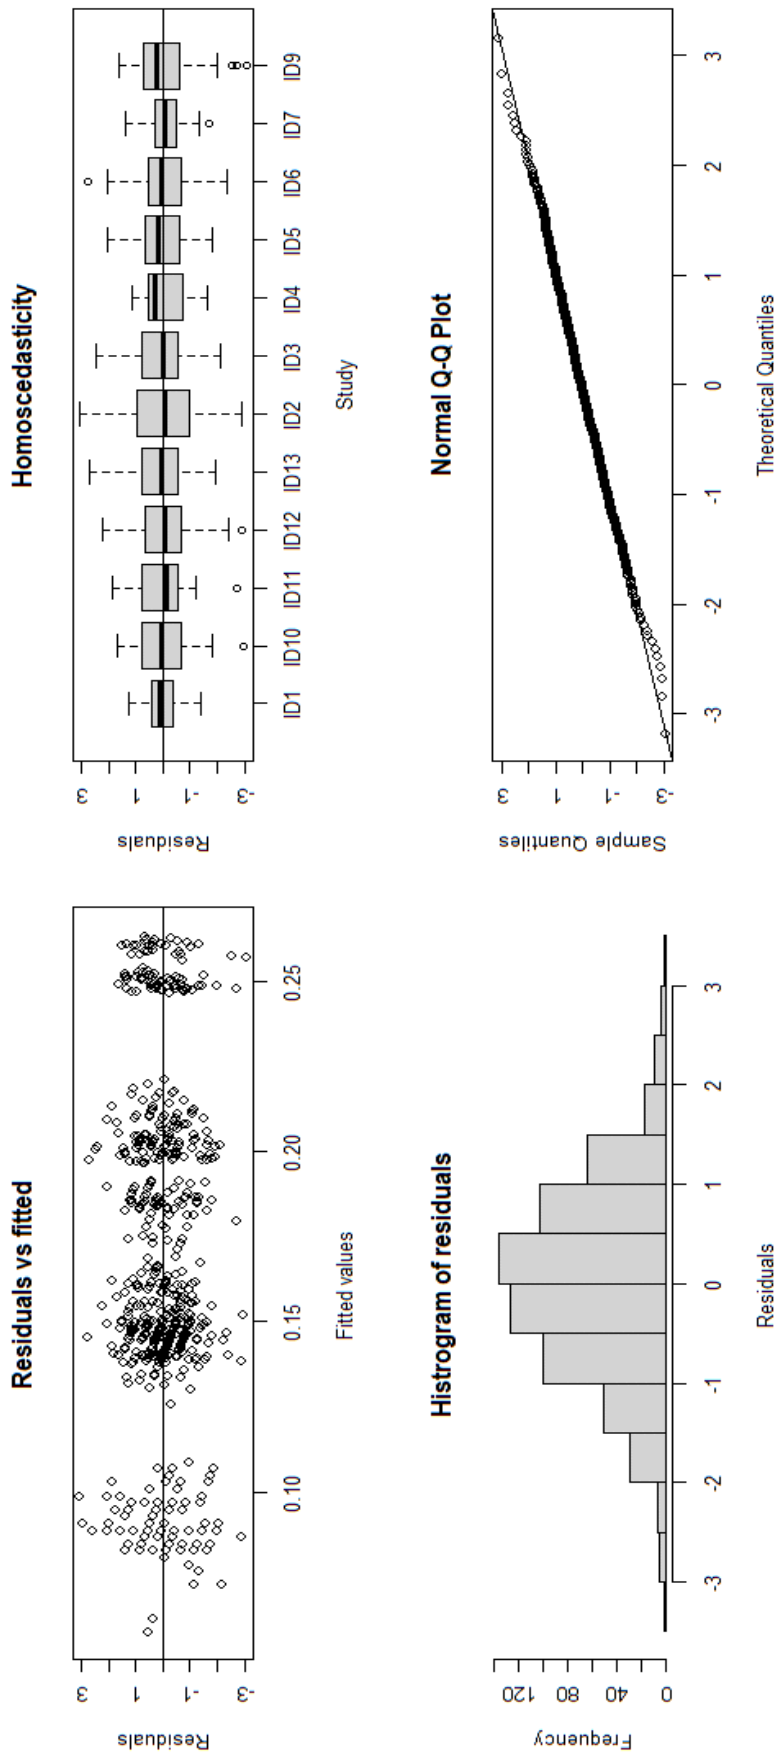 Residuals vs fitted
Residuals
3
1
-1
-3
0.10
0.15
0.20
0.25
Fitted values
Homoscedasticity
Residuals
3
1
-1
-3
ID1
ID10
ID11
ID12
ID13
ID2
ID3
ID4
ID5
ID6
ID7
ID9
Study
Histrogram of residuals
Frequency
0
40
80
120
-3
-2
-1
0
1
2
3
Residuals
Normal Q-Q Plot
Sample Quantiles
3
1
-1
-3
-3
-2
-1
0
1
2
3
Theoretical Quantiles